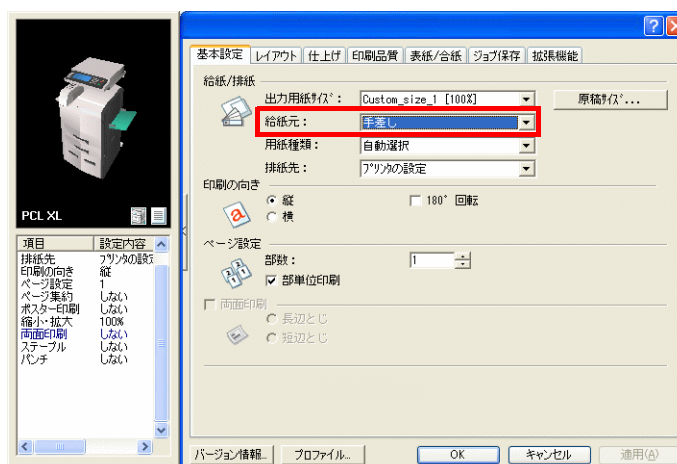 基本設定 レイアウト 仕上げ 印刷品質 表紙/合紙 ジョブ保存 拡張機能
給紙/排紙
出力用紙ｻｲｽﾞ： Custom_size_1 [100%] 原稿ｻｲｽﾞ...
給紙元： 手差し
用紙種類： 自動選択
排紙先： ﾌﾟﾘﾝﾀの設定
印刷の向き
縦 180° 回転
横
ページ設定
部数： 1
部単位印刷
両面印刷
長辺とじ
短辺とじ
PCL XL
項目 設定内容
排紙先 ﾌﾟﾘﾝﾀの設定
印刷の向き 縦
ページ設定 1
ページ集約 しない
ポスター印刷 しない
縮小・拡大 100%
両面印刷 しない
ステープル しない
パンチ しない
バージョン情報... プロファイル... OK キャンセル 適用(A)